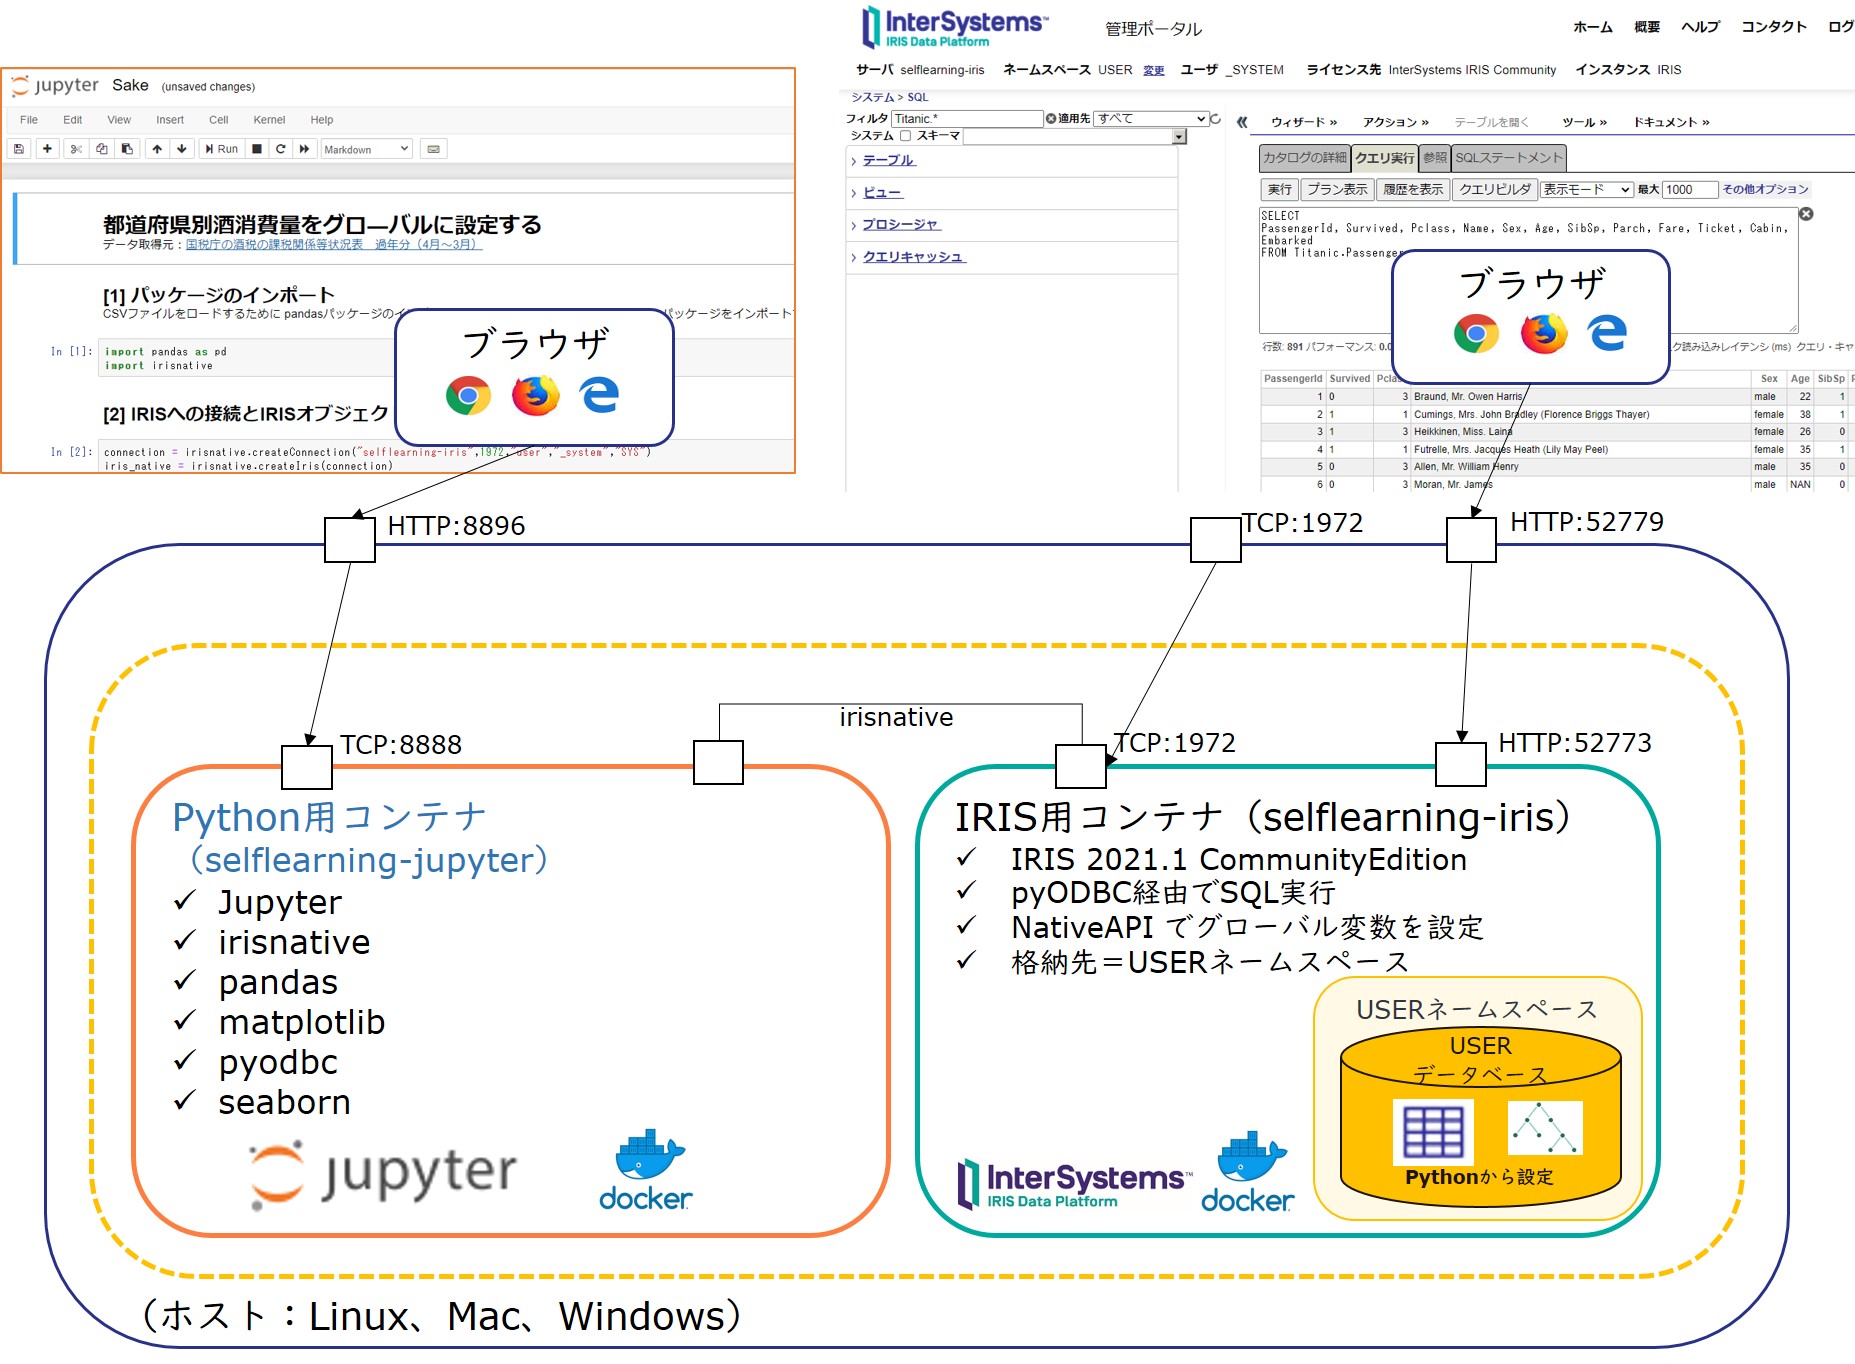 jupyter Sake (unsaved changes)
File Edit View Insert Cell Kernel Help
Run Markdown
都道府県別酒消費量をグローバルに設定する
データ取得元：国税庁の酒税の課税関係等状況表　過年分（4月～3月）
[1] パッケージのインポート
CSVファイルをロードするために pandasパッケージのイ
パッケージをインポート
In [1]: import pandas as pd
import irisnative
[2] IRISへの接続とIRISオブジェク
In [2]: connection = irisnative.createConnection("selflearning-iris",1972,"user","_system","SYS")
iris_native = irisnative.createIris(connection)
ブラウザ
InterSystems™
IRIS Data Platform
管理ポータル
ホーム 概要 ヘルプ コンタクト ログ
サーバ selflearning-iris ネームスペース USER 変更 ユーザ _SYSTEM ライセンス先 InterSystems IRIS Community インスタンス IRIS
システム > SQL
フィルタ Titanic.* 適用先 すべて
システム スキーマ
テーブル
ビュー
プロシージャ
クエリキャッシュ
« ウィザード » アクション » テーブルを開く ツール » ドキュメント »
カタログの詳細 クエリ実行 参照 SQLステートメント
実行 プラン表示 履歴を表示 クエリビルダ 表示モード 最大 1000 その他オプション
SELECT
PassengerId, Survived, Pclass, Name, Sex, Age, SibSp, Parch, Fare, Ticket, Cabin,
Embarked
FROM Titanic.Passenger
ブラウザ
行数: 891 パフォーマンス: 0.0
ク読み込みレイテンシ (ms) クエリ・キャ
PassengerId Survived Pclas Sex Age SibSp P
1 0 3 Braund, Mr. Owen Harris male 22 1
2 1 1 Cumings, Mrs. John Bradley (Florence Briggs Thayer) female 38 1
3 1 3 Heikkinen, Miss. Laina female 26 0
4 1 1 Futrelle, Mrs. Jacques Heath (Lily May Peel) female 35 1
5 0 3 Allen, Mr. William Henry male 35 0
6 0 3 Moran, Mr. James male NAN 0
HTTP:8896
TCP:1972
HTTP:52779
irisnative
TCP:8888
TCP:1972
HTTP:52773
Python用コンテナ
（selflearning-jupyter）
✓ Jupyter
✓ irisnative
✓ pandas
✓ matplotlib
✓ pyodbc
✓ seaborn
jupyter
docker
IRIS用コンテナ（selflearning-iris）
✓ IRIS 2021.1 CommunityEdition
✓ pyODBC経由でSQL実行
✓ NativeAPI でグローバル変数を設定
✓ 格納先＝USERネームスペース
USERネームスペース
USER
データベース
Pythonから設定
InterSystems™
IRIS Data Platform
docker
（ホスト：Linux、Mac、Windows）